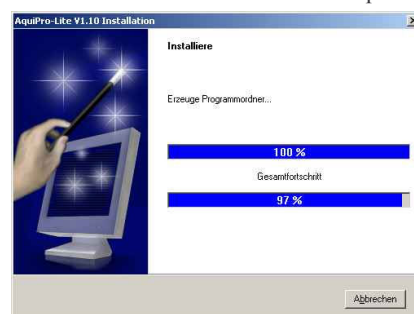 AquiPro-Lite V1.10 Installation
Installiere
Erzeuge Programmordner...
100 %
Gesamtfortschritt
97 %
Abbrechen